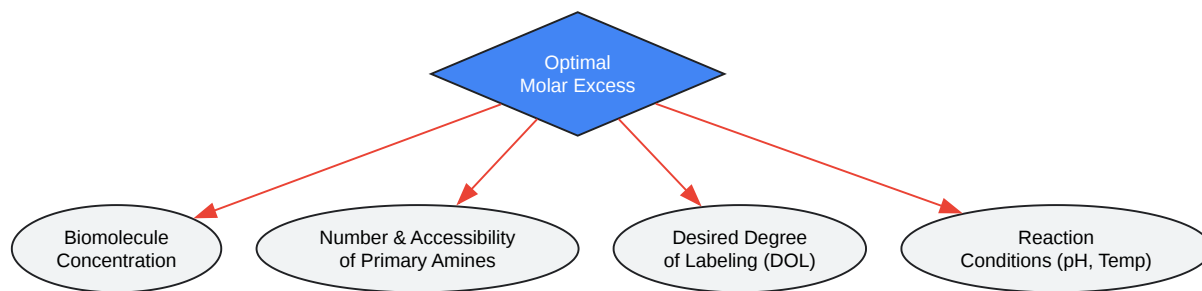 Optimal
Molar Excess
Biomolecule
Concentration
Number & Accessibility
of Primary Amines
Desired Degree
of Labeling (DOL)
Reaction
Conditions (pH, Temp)